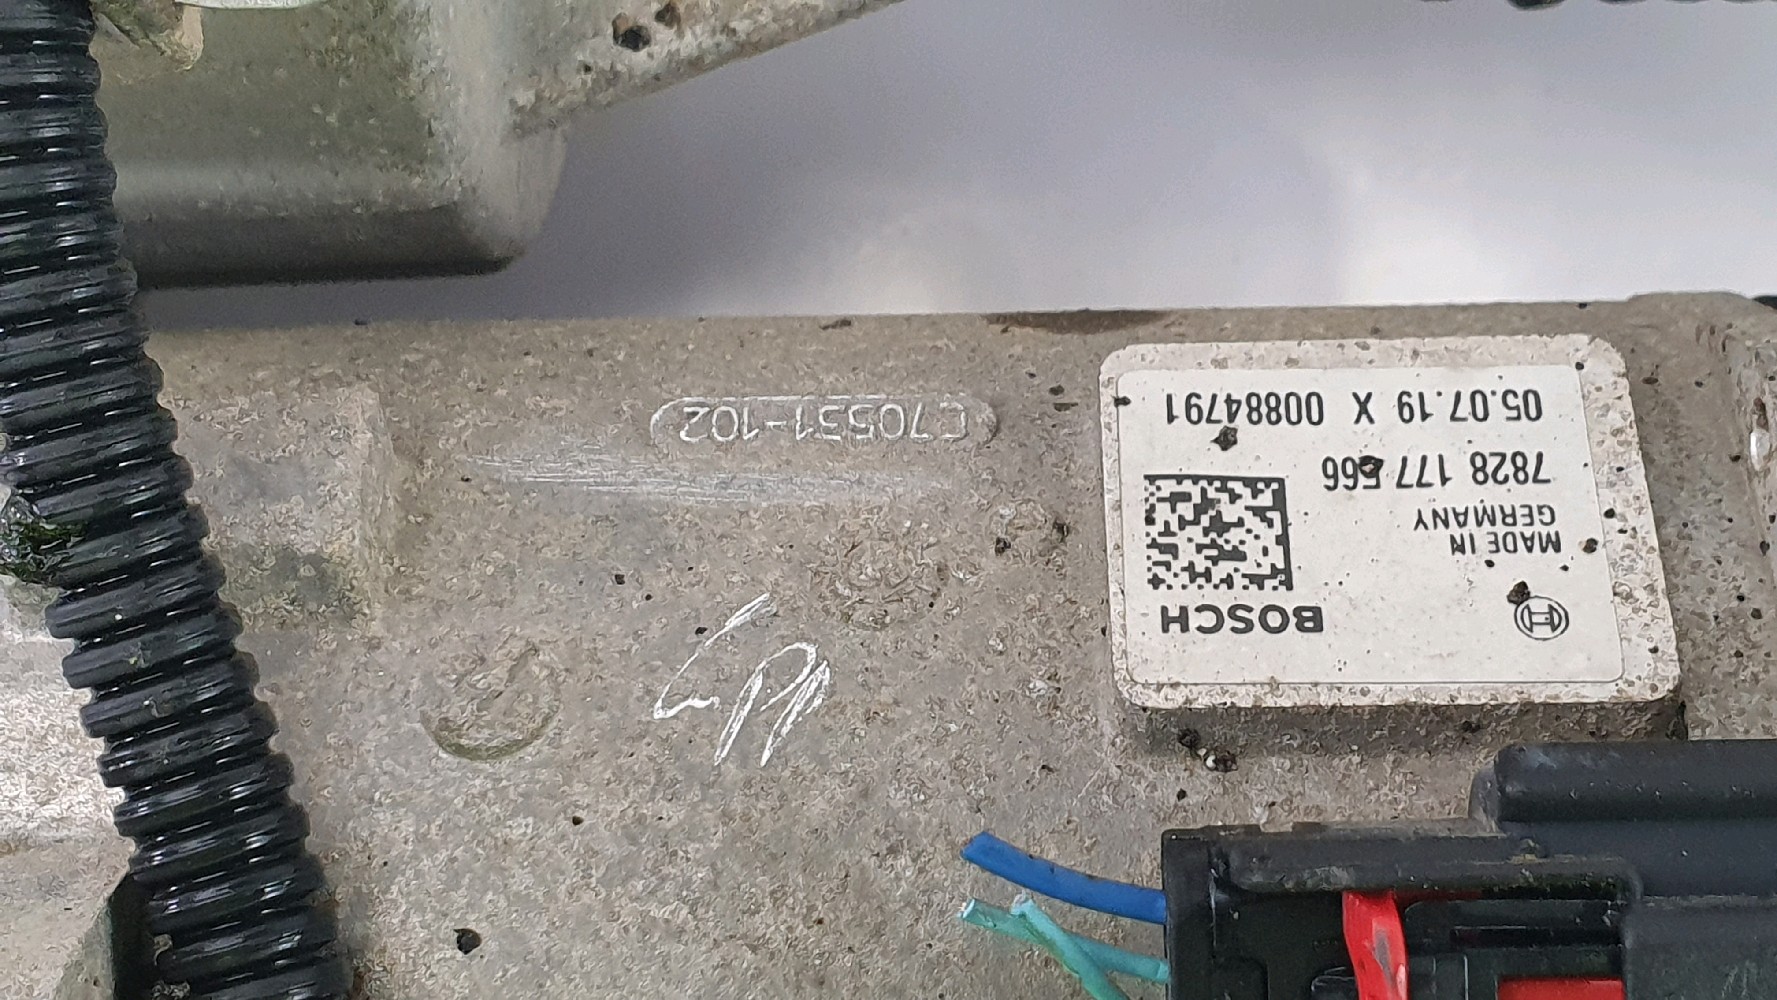 BOSCH
MADE IN
GERMANY
7828 177 566
05.07.19 X 00884791
C70531-102